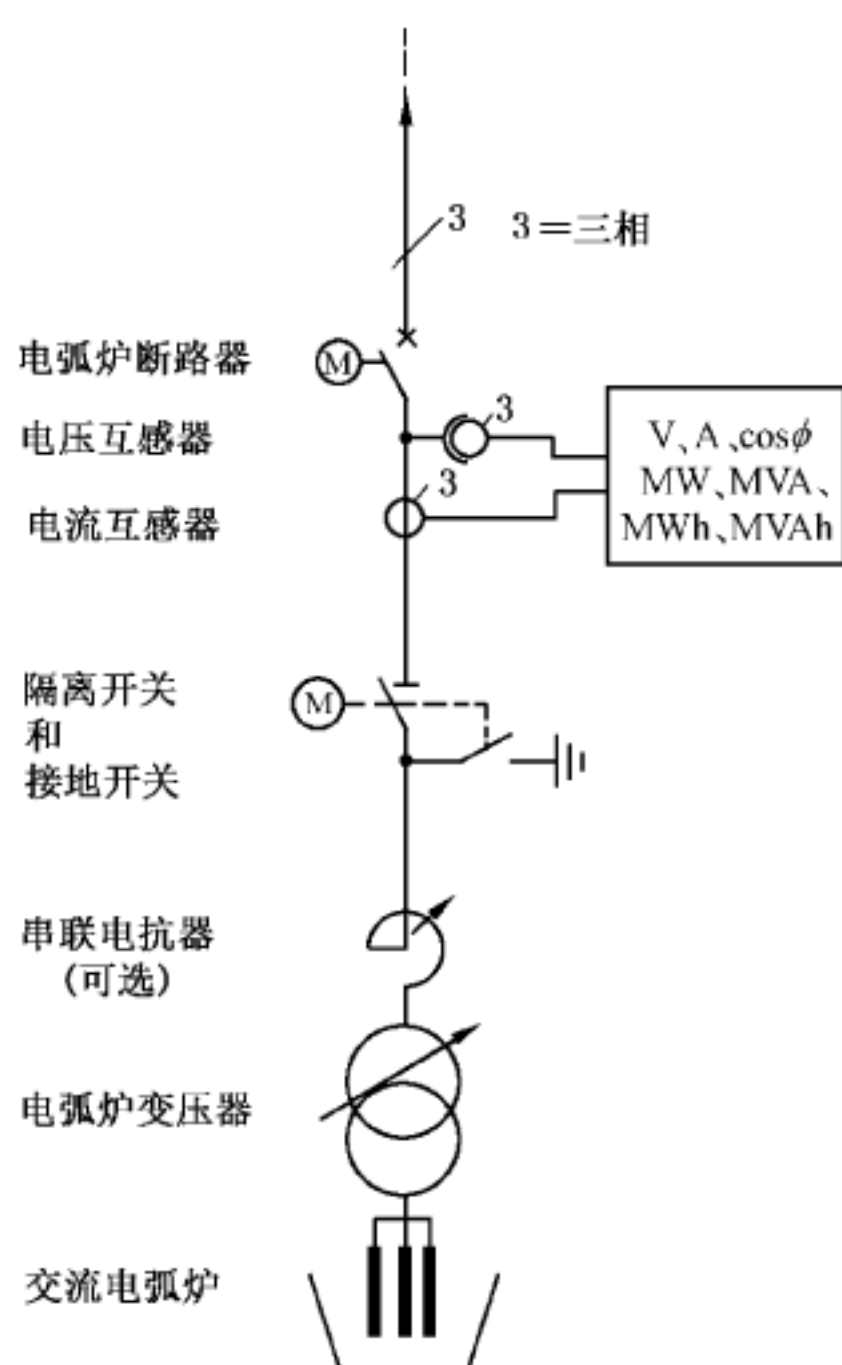 3 3=三相
电弧炉断路器
M
电压互感器
3
V、A、cosϕ
MW、MVA、
MWh、MVAh
电流互感器
3
隔离开关
和
接地开关
M
串联电抗器
(可选)
电弧炉变压器
交流电弧炉